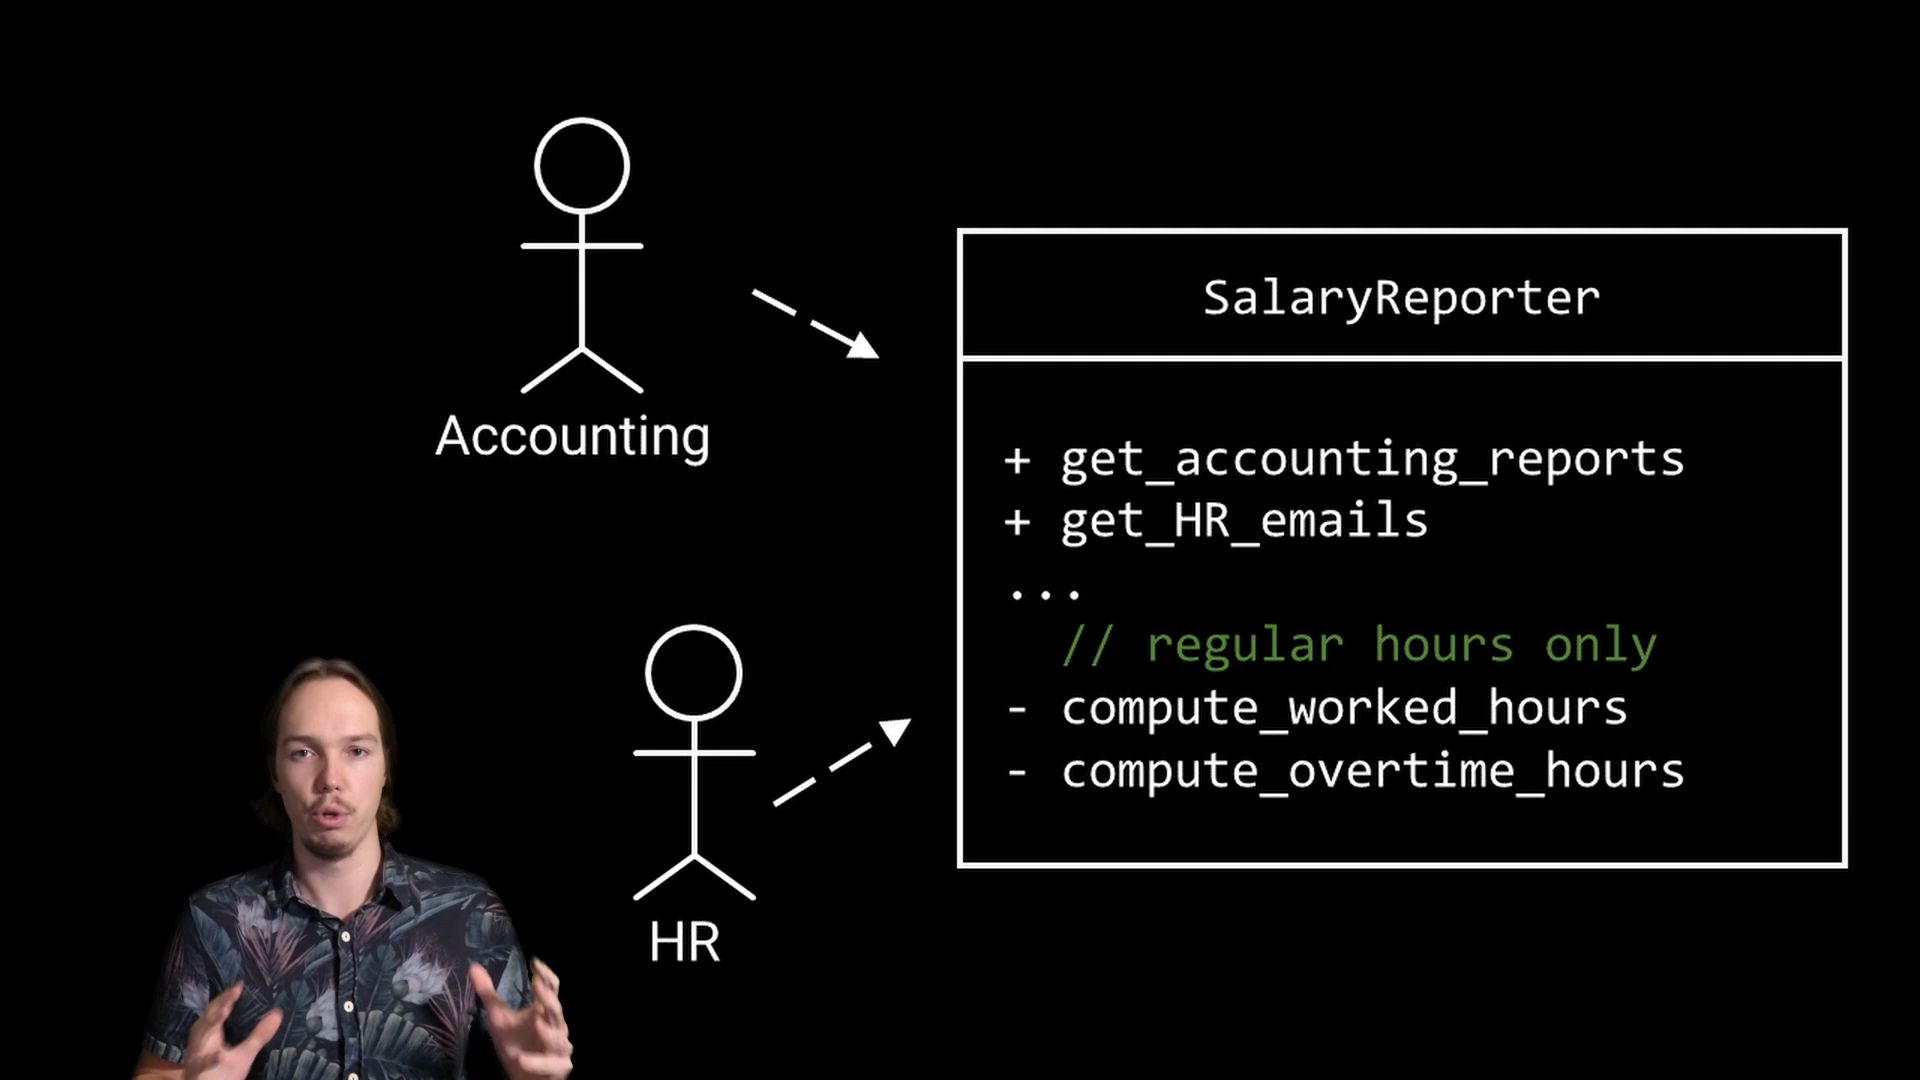 Accounting
HR
SalaryReporter
+ get_accounting_reports
+ get_HR_emails
...
// regular hours only
- compute_worked_hours
- compute_overtime_hours